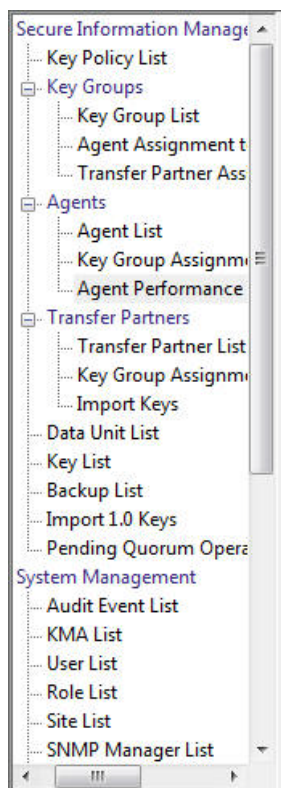 Secure Information Manage
Key Policy List
Key Groups
Key Group List
Agent Assignment t
Transfer Partner Ass
Agents
Agent List
Key Group Assignm
Agent Performance
Transfer Partners
Transfer Partner List
Key Group Assignm
Import Keys
Data Unit List
Key List
Backup List
Import 1.0 Keys
Pending Quorum Opera
System Management
Audit Event List
KMA List
User List
Role List
Site List
SNMP Manager List